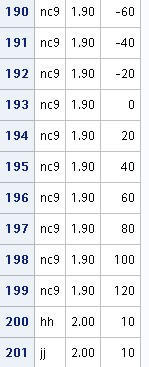 190 nc9 1.90 -60
191 nc9 1.90 -40
192 nc9 1.90 -20
193 nc9 1.90 0
194 nc9 1.90 20
195 nc9 1.90 40
196 nc9 1.90 60
197 nc9 1.90 80
198 nc9 1.90 100
199 nc9 1.90 120
200 hh 2.00 10
201 jj 2.00 10